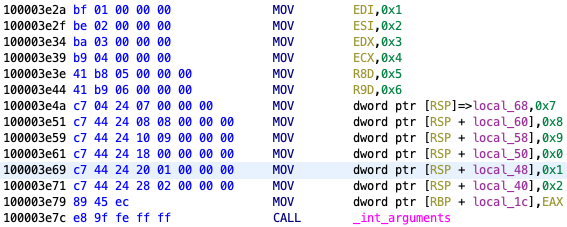 100003e2a bf 01 00 00 00 MOV EDI,0x1
100003e2f be 02 00 00 00 MOV ESI,0x2
100003e34 ba 03 00 00 00 MOV EDX,0x3
100003e39 b9 04 00 00 00 MOV ECX,0x4
100003e3e 41 b8 05 00 00 00 MOV R8D,0x5
100003e44 41 b9 06 00 00 00 MOV R9D,0x6
100003e4a c7 04 24 07 00 00 00 MOV dword ptr [RSP]=>local_68,0x7
100003e51 c7 44 24 08 08 00 00 00 MOV dword ptr [RSP + local_60],0x8
100003e59 c7 44 24 10 09 00 00 00 MOV dword ptr [RSP + local_58],0x9
100003e61 c7 44 24 18 00 00 00 00 MOV dword ptr [RSP + local_50],0x0
100003e69 c7 44 24 20 01 00 00 00 MOV dword ptr [RSP + local_48],0x1
100003e71 c7 44 24 28 02 00 00 00 MOV dword ptr [RSP + local_40],0x2
100003e79 89 45 ec MOV dword ptr [RBP + local_1c],EAX
100003e7c e8 9f fe ff ff CALL _int_arguments